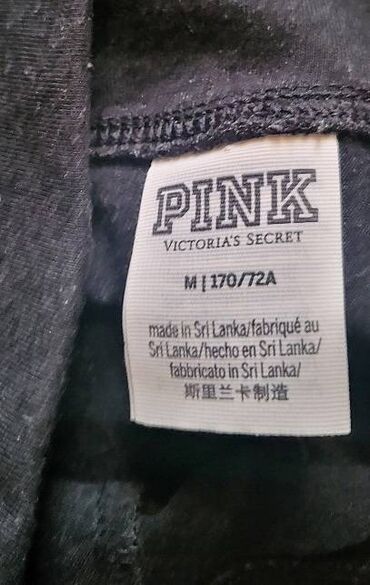 PINK
VICTORIA'S SECRET
M | 170/72A
made in Sri Lanka/fabriqué au
Sri Lanka/hecho en Sri Lanka/
fabbricato in Sri Lanka/
斯里兰卡制造